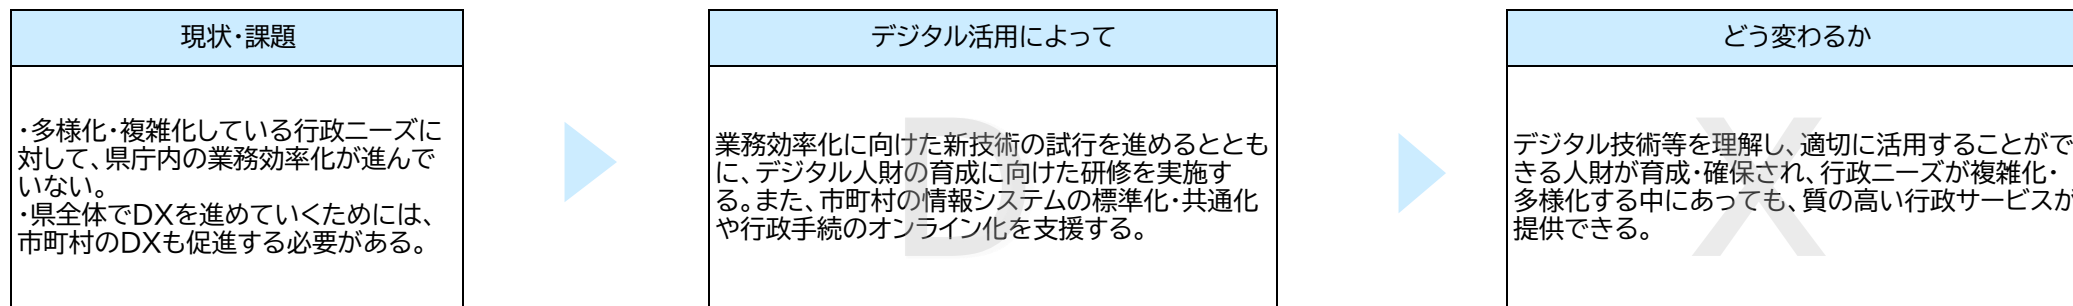 現状・課題
・多様化・複雑化している行政ニーズに
対して、県庁内の業務効率化が進んで
いない。
・県全体でDXを進めていくためには、
市町村のDXも促進する必要がある。
デジタル活用によって
業務効率化に向けた新技術の試行を進めるととも
に、デジタル人財の育成に向けた研修を実施す
る。また、市町村の情報システムの標準化・共通化
や行政手続のオンライン化を支援する。
D
どう変わるか
デジタル技術等を理解し、適切に活用することがで
きる人財が育成・確保され、行政ニーズが複雑化・
多様化する中にあっても、質の高い行政サービスが
提供できる。
X